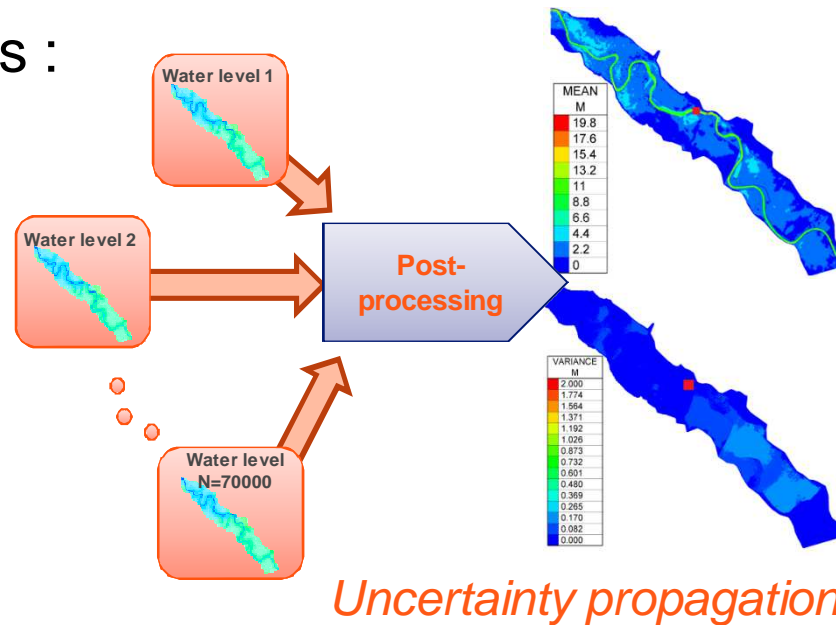 s :
Water level 1
Water level 2
Water level
N=70000
Post-
processing
MEAN
M
19.8
17.6
15.4
13.2
11
8.8
6.6
4.4
2.2
0
VARIANCE
M
2.000
1.774
1.564
1.371
1.192
1.026
0.873
0.732
0.601
0.480
0.369
0.265
0.170
0.082
0.000
Uncertainty propagation